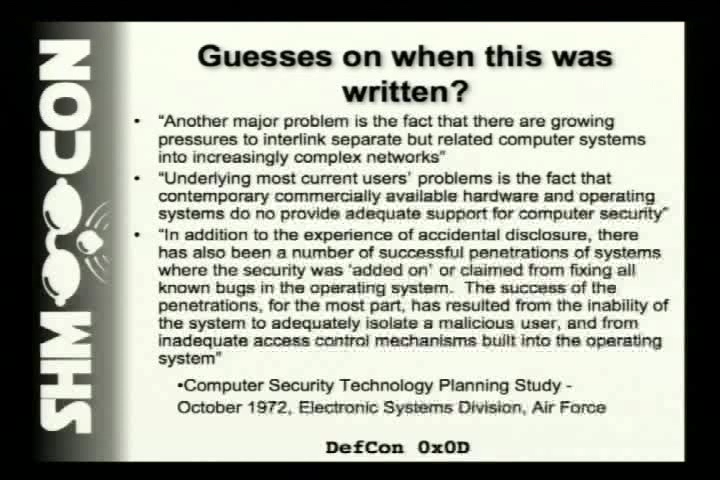 Guesses on when this was
written?
• "Another major problem is the fact that there are growing
pressures to interlink separate but related computer systems
into increasingly complex networks"
• "Underlying most current users' problems is the fact that
contemporary commercially available hardware and operating
systems do no provide adequate support for computer security"
• "In addition to the experience of accidental disclosure, there
has also been a number of successful penetrations of systems
where the security was 'added on' or claimed from fixing all
known bugs in the operating system. The success of the
penetrations, for the most part, has resulted from the inability of
the system to adequately isolate a malicious user, and from
inadequate access control mechanisms built into the operating
system"
•Computer Security Technology Planning Study -
October 1972, Electronic Systems Division, Air Force
DefCon 0x0D
SHMOOCON